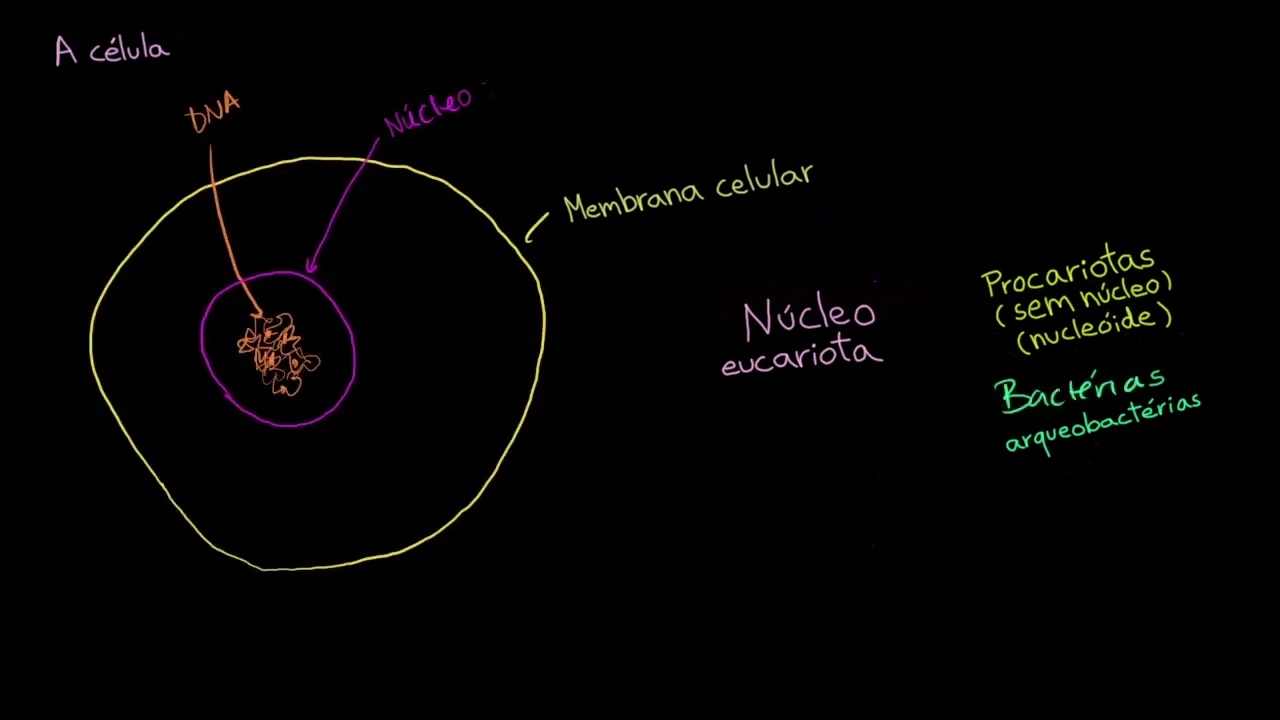 A célula
DNA
Núcleo
Membrana celular
Núcleo
eucariota
Procariotas
(sem núcleo)
(nucleóide)
Bactérias
arqueobactérias